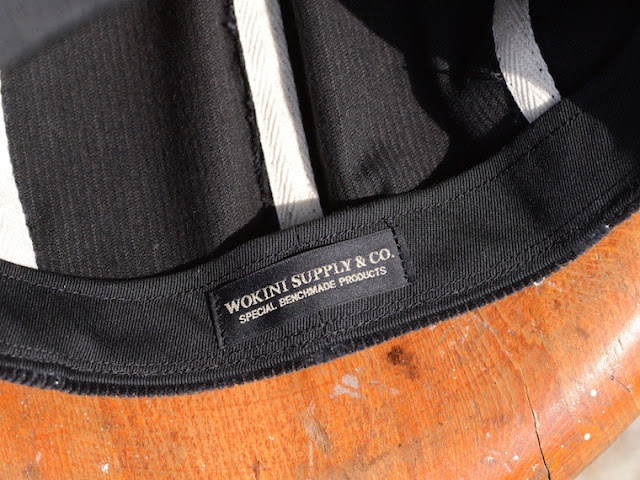 WOKINI SUPPLY & CO.
SPECIAL BENCHMADE PRODUCTS